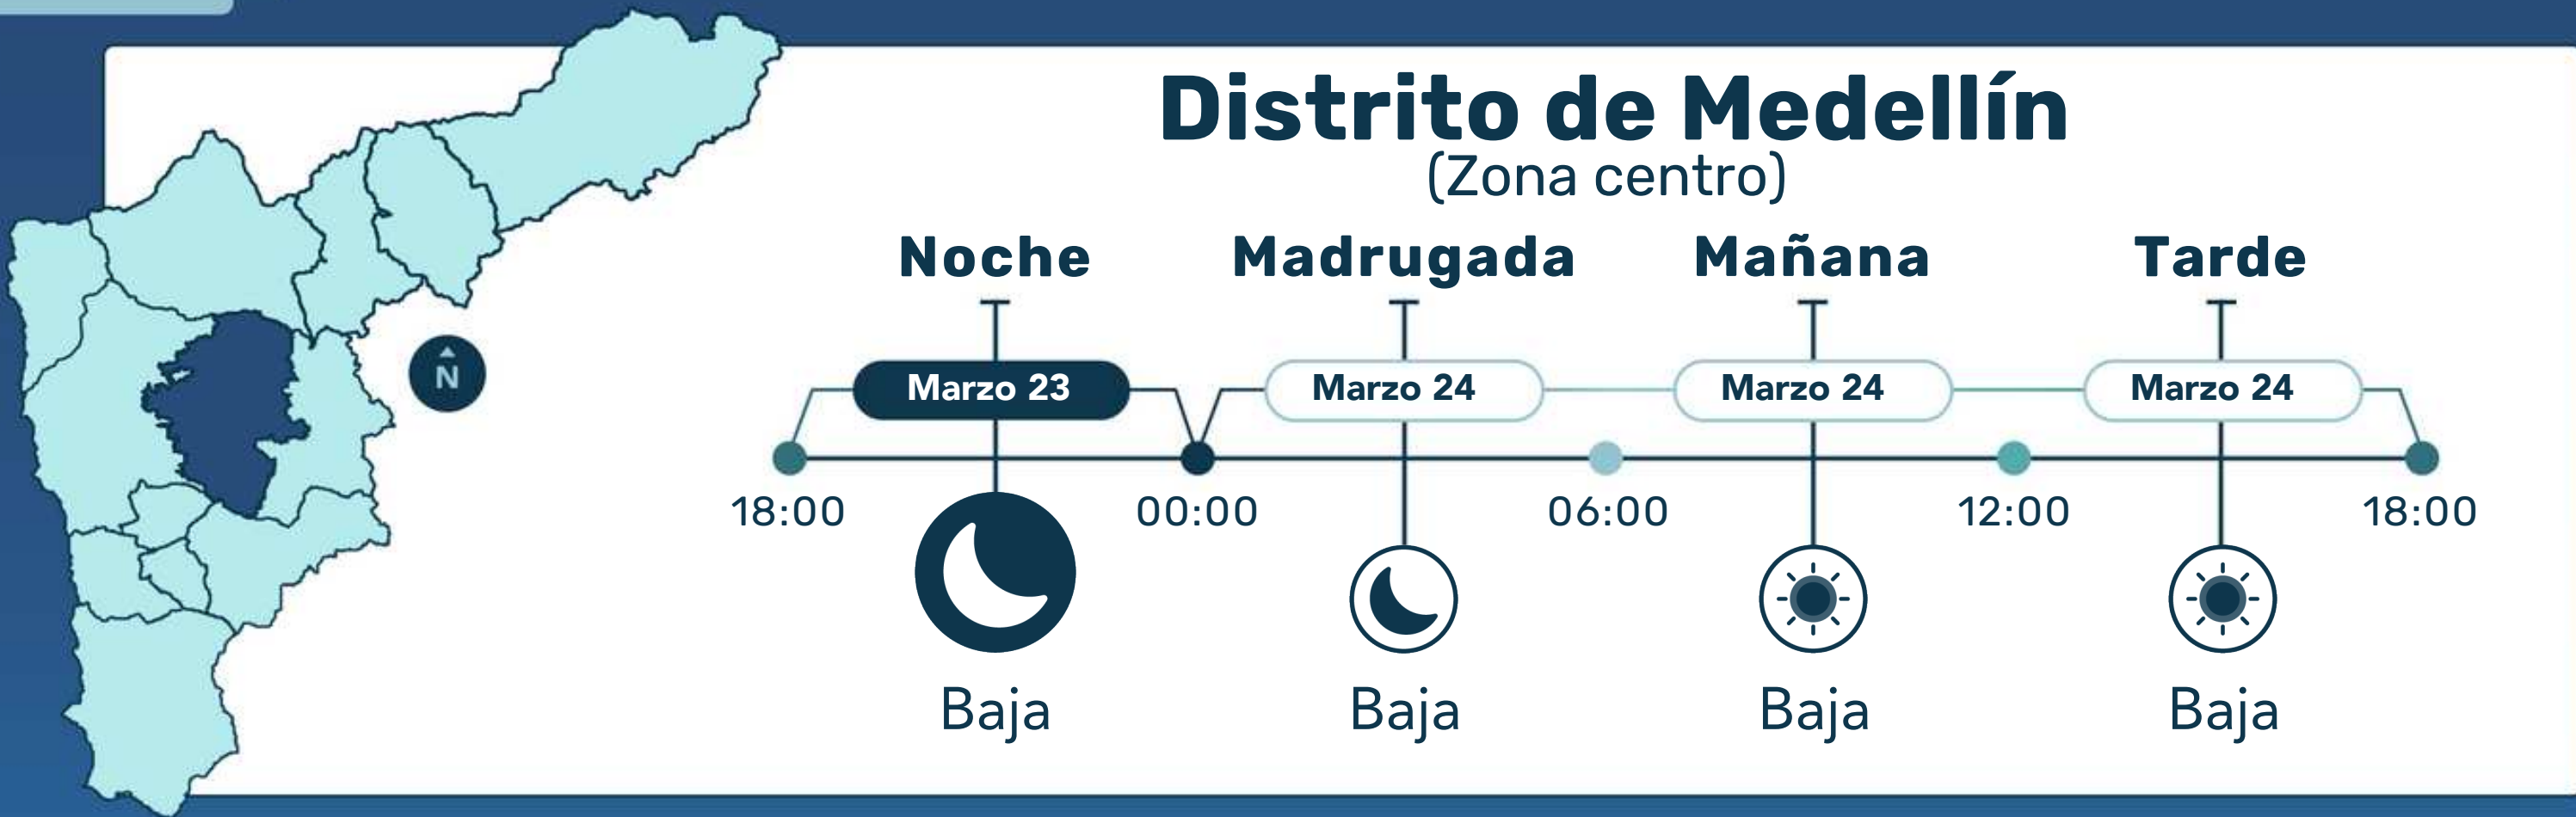 Distrito de Medellín
(Zona centro)
Noche Madrugada Mañana Tarde
N
Marzo 23 Marzo 24 Marzo 24 Marzo 24
18:00 00:00 06:00 12:00 18:00
Baja Baja Baja Baja